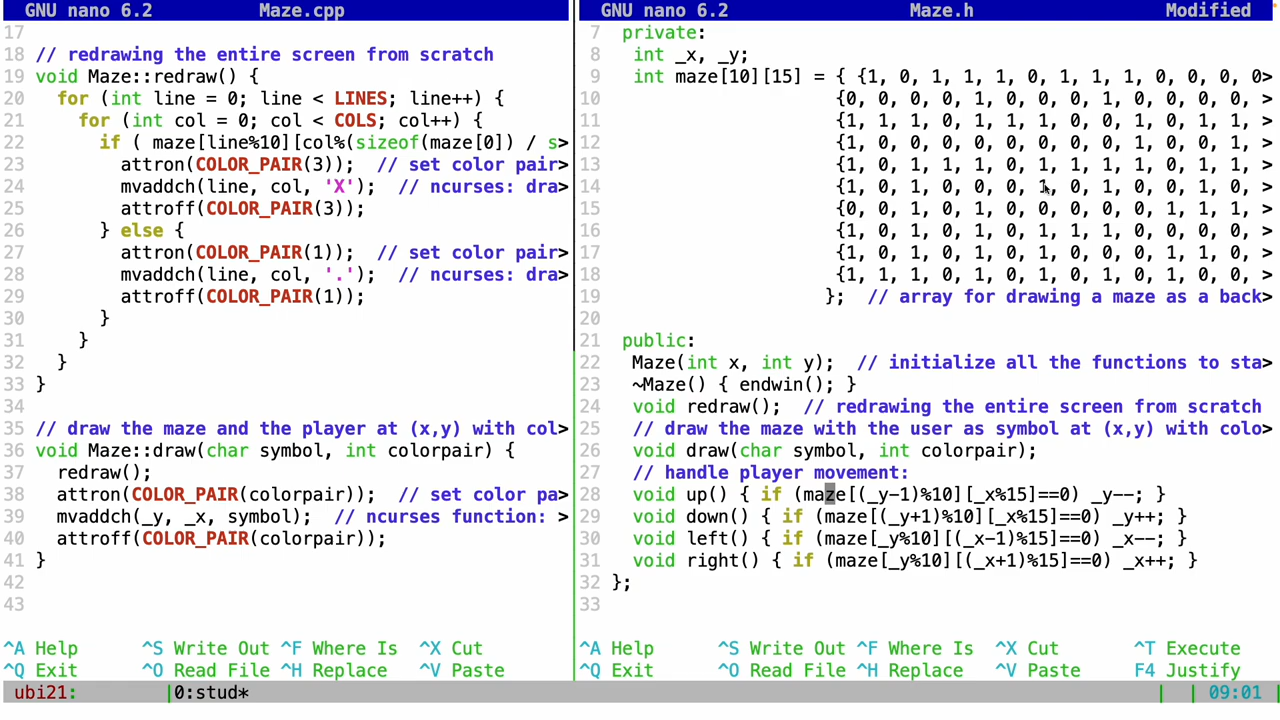 GNU nano 6.2 Maze.cpp
17
18 // redrawing the entire screen from scratch
19 void Maze::redraw() {
20   for (int line = 0; line < LINES; line++) {
21     for (int col = 0; col < COLS; col++) {
22       if ( maze[line%10][col%(sizeof(maze[0]) / s>
23         attron(COLOR_PAIR(3));  // set color pair>
24         mvaddch(line, col, 'X');  // ncurses: dra>
25         attroff(COLOR_PAIR(3));
26       } else {
27         attron(COLOR_PAIR(1));  // set color pair>
28         mvaddch(line, col, '.');  // ncurses: dra>
29         attroff(COLOR_PAIR(1));
30       }
31     }
32   }
33 }
34
35 // draw the maze and the player at (x,y) with col>
36 void Maze::draw(char symbol, int colorpair) {
37   redraw();
38   attron(COLOR_PAIR(colorpair));  // set color pa>
39   mvaddch(_y, _x, symbol);  // ncurses function: >
40   attroff(COLOR_PAIR(colorpair));
41 }
42
43
^A Help ^S Write Out ^F Where Is ^X Cut
^Q Exit ^O Read File ^H Replace ^V Paste
GNU nano 6.2 Maze.h Modified
7 private:
8  int _x, _y;
9  int maze[10][15] = { {1, 0, 1, 1, 1, 0, 1, 1, 1, 0, 0, 0, 0>
10 {0, 0, 0, 0, 1, 0, 0, 0, 1, 0, 0, 0, 0, >
11 {1, 1, 1, 0, 1, 1, 1, 0, 0, 1, 0, 1, 1, >
12 {1, 0, 0, 0, 0, 0, 0, 0, 0, 1, 0, 0, 1, >
13 {1, 0, 1, 1, 1, 0, 1, 1, 1, 1, 0, 1, 1, >
14 {1, 0, 1, 0, 0, 0, 1, 0, 1, 0, 0, 1, 0, >
15 {0, 0, 1, 0, 1, 0, 0, 0, 0, 0, 1, 1, 1, >
16 {1, 0, 1, 0, 1, 0, 1, 1, 1, 0, 0, 0, 0, >
17 {1, 0, 1, 0, 1, 0, 1, 0, 0, 0, 1, 1, 0, >
18 {1, 1, 1, 0, 1, 0, 1, 0, 1, 0, 1, 0, 0, >
19 };  // array for drawing a maze as a back>
20
21 public:
22  Maze(int x, int y);  // initialize all the functions to sta>
23  ~Maze() { endwin(); }
24  void redraw();  // redrawing the entire screen from scratch
25  // draw the maze with the user as symbol at (x,y) with colo>
26  void draw(char symbol, int colorpair);
27  // handle player movement:
28  void up() { if (maze[(_y-1)%10][_x%15]==0) _y--; }
29  void down() { if (maze[(_y+1)%10][_x%15]==0) _y++; }
30  void left() { if (maze[_y%10][(_x-1)%15]==0) _x--; }
31  void right() { if (maze[_y%10][(_x+1)%15]==0) _x++; }
32 };
33
^A Help ^S Write Out ^F Where Is ^X Cut ^T Execute
^Q Exit ^O Read File ^H Replace ^V Paste F4 Justify
ubi21: |0:stud* | | 09:01